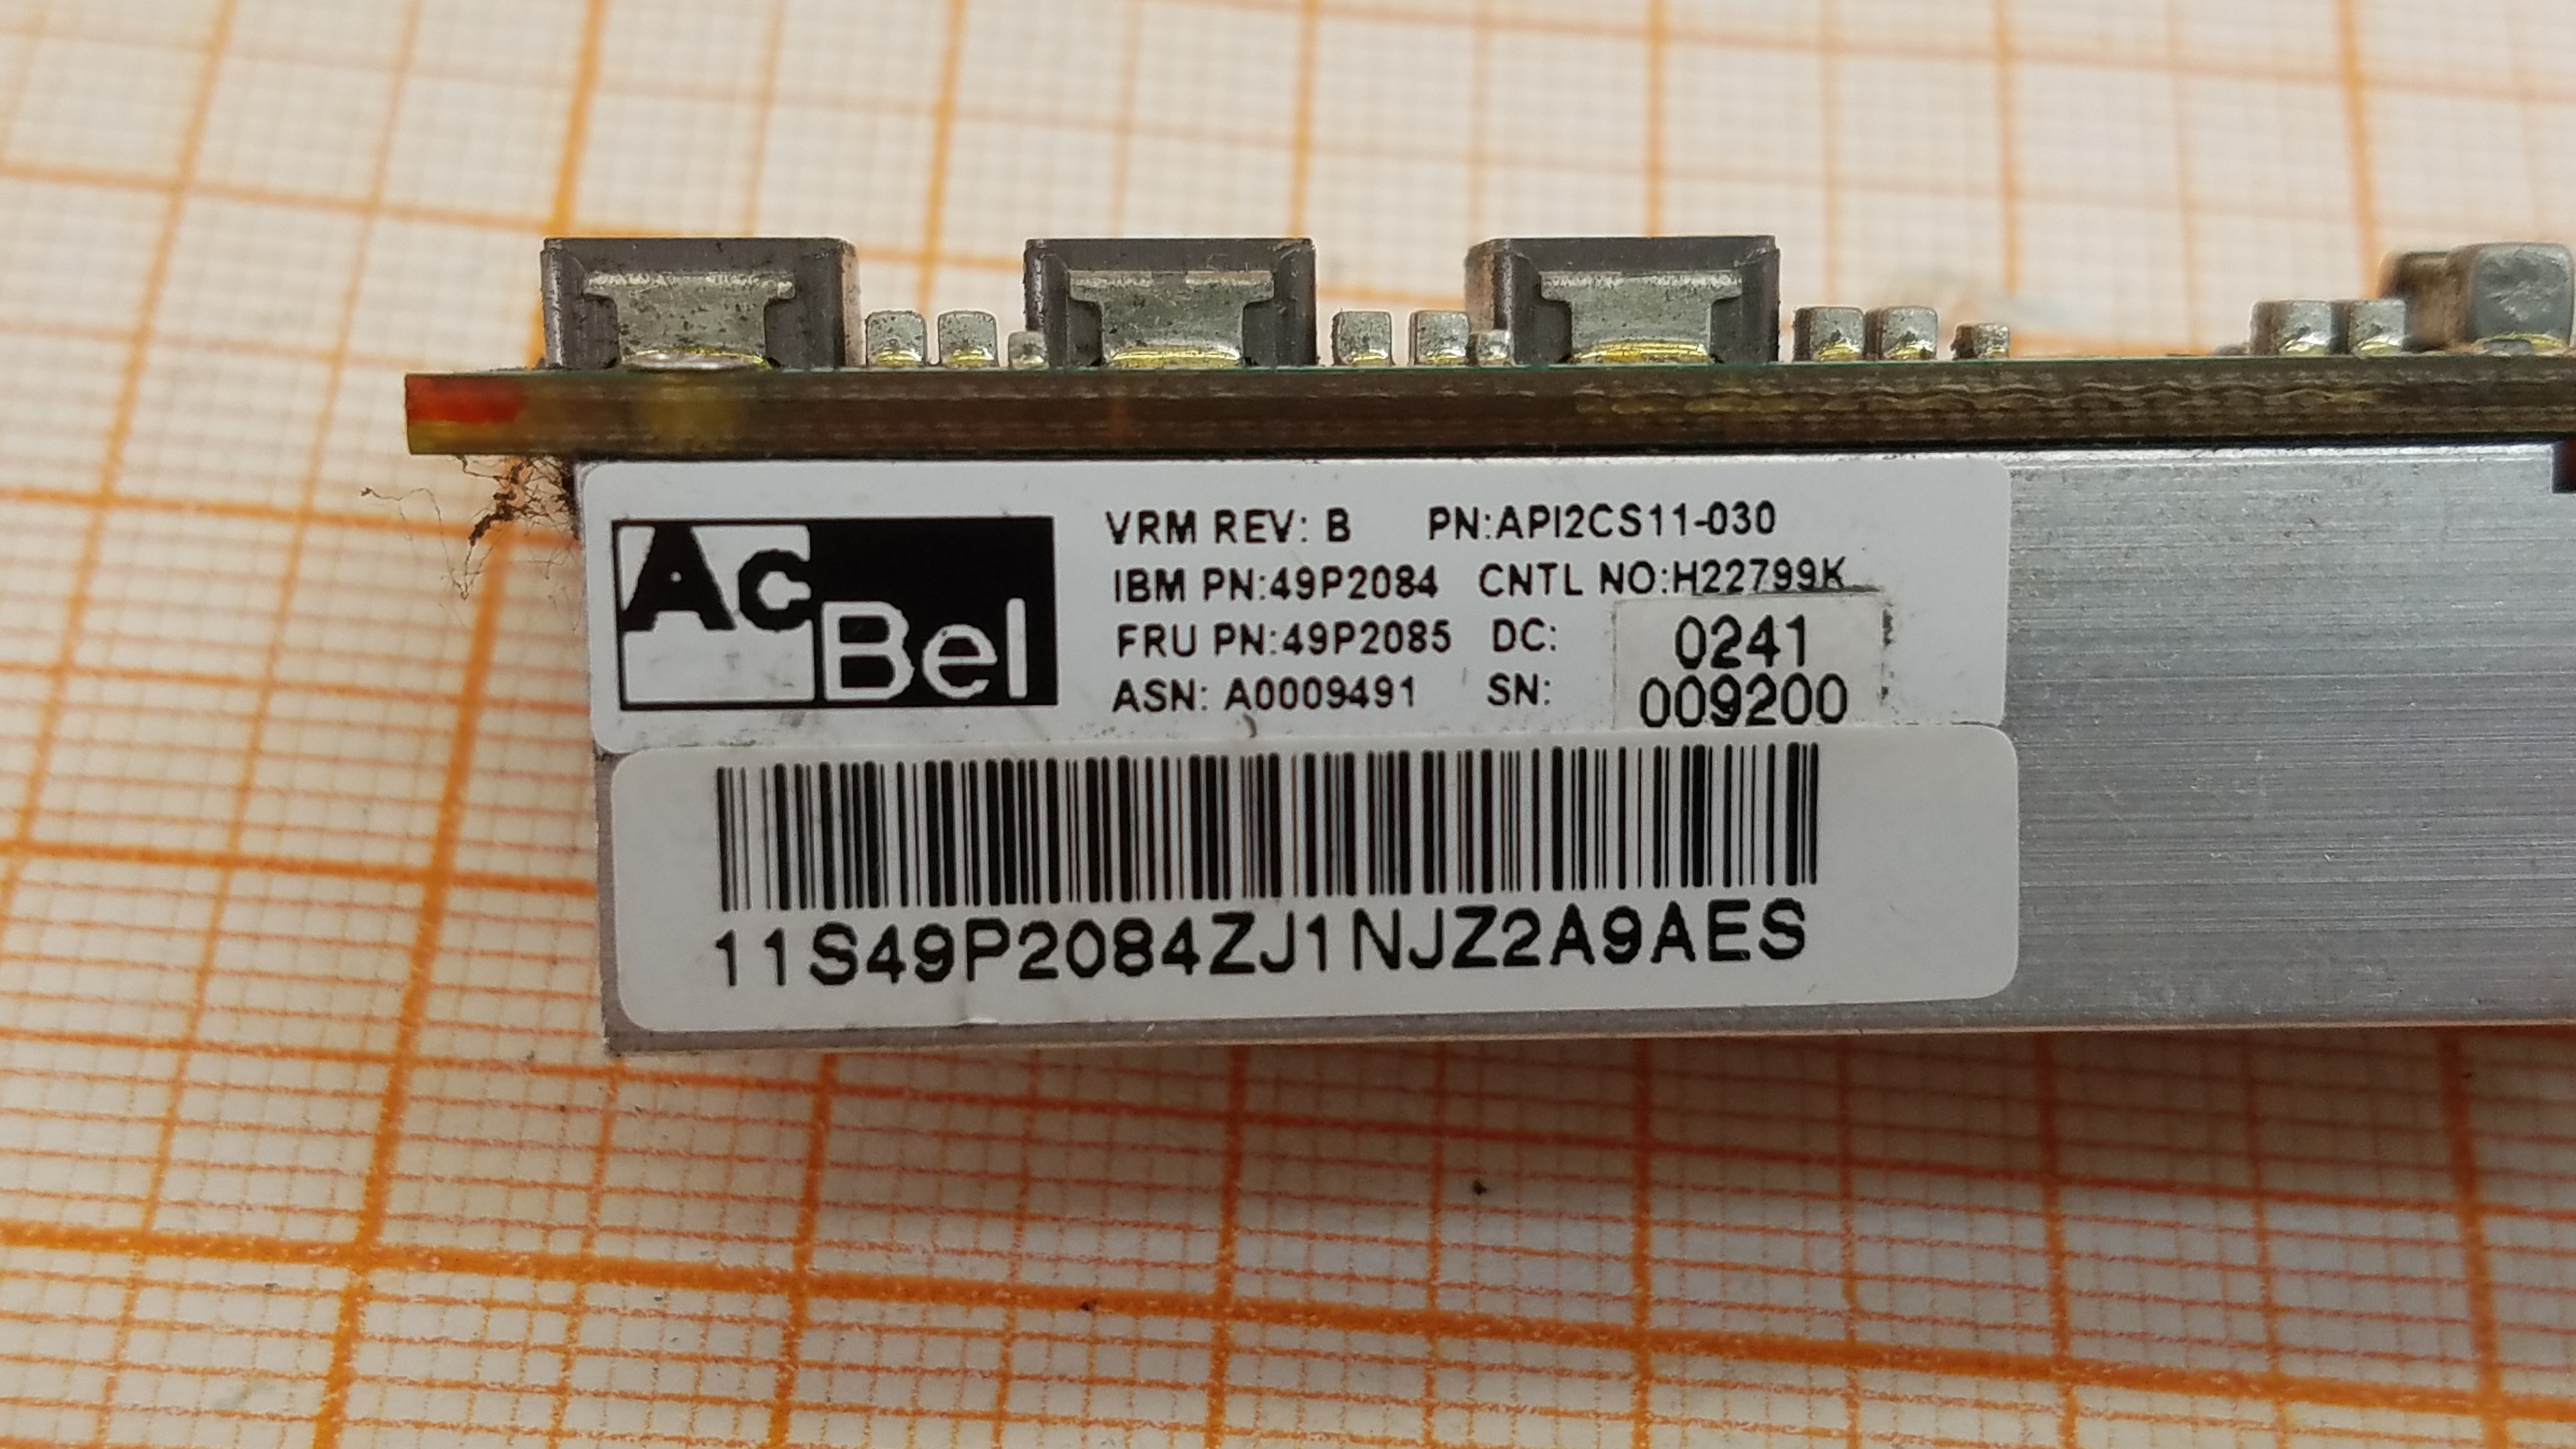 AcBel
VRM REV: B PN:API2CS11-030
IBM PN:49P2084 CNTL NO:H22799K
FRU PN:49P2085 DC: 0241
ASN: A0009491 SN: 009200
11S49P2084ZJ1NJZ2A9AES